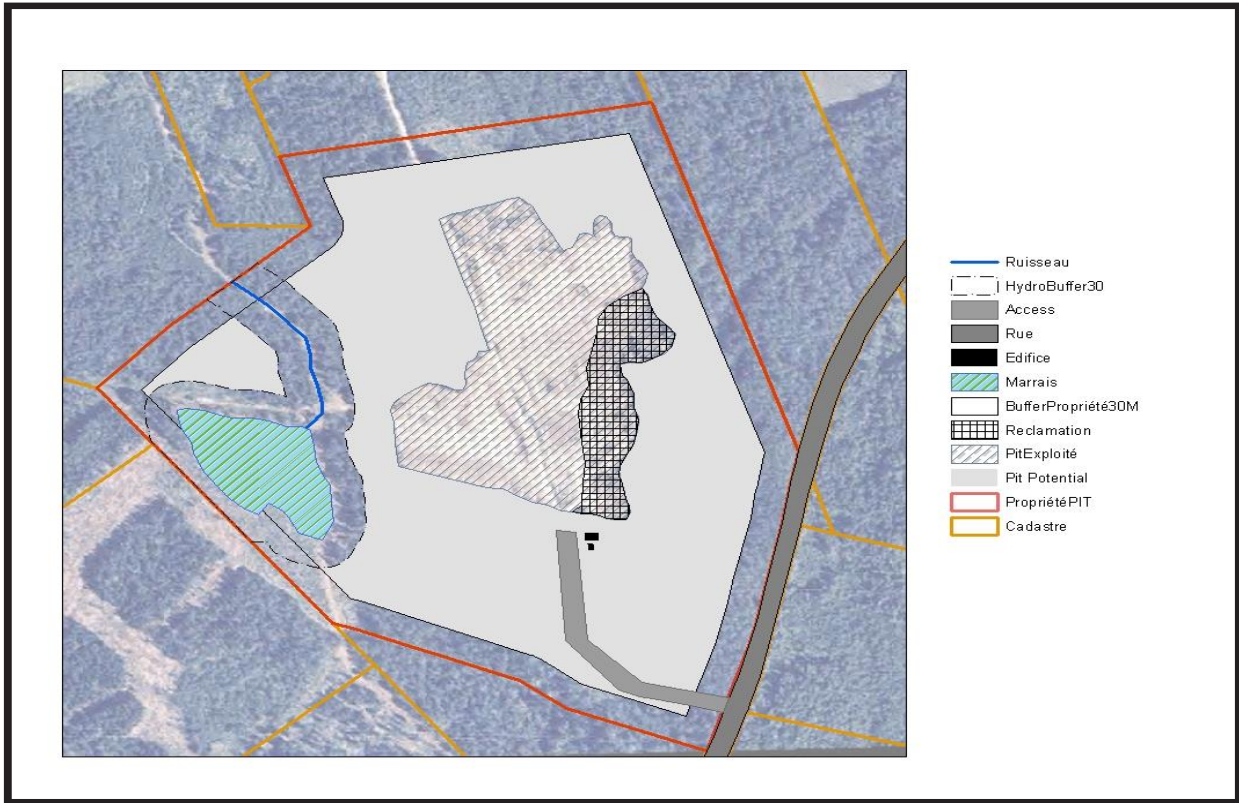 Ruisseau
HydroBuffer30
Access
Rue
Edifice
Marrais
BufferPropriété30M
Reclamation
PitExploité
Pit Potential
PropriétéPIT
Cadastre